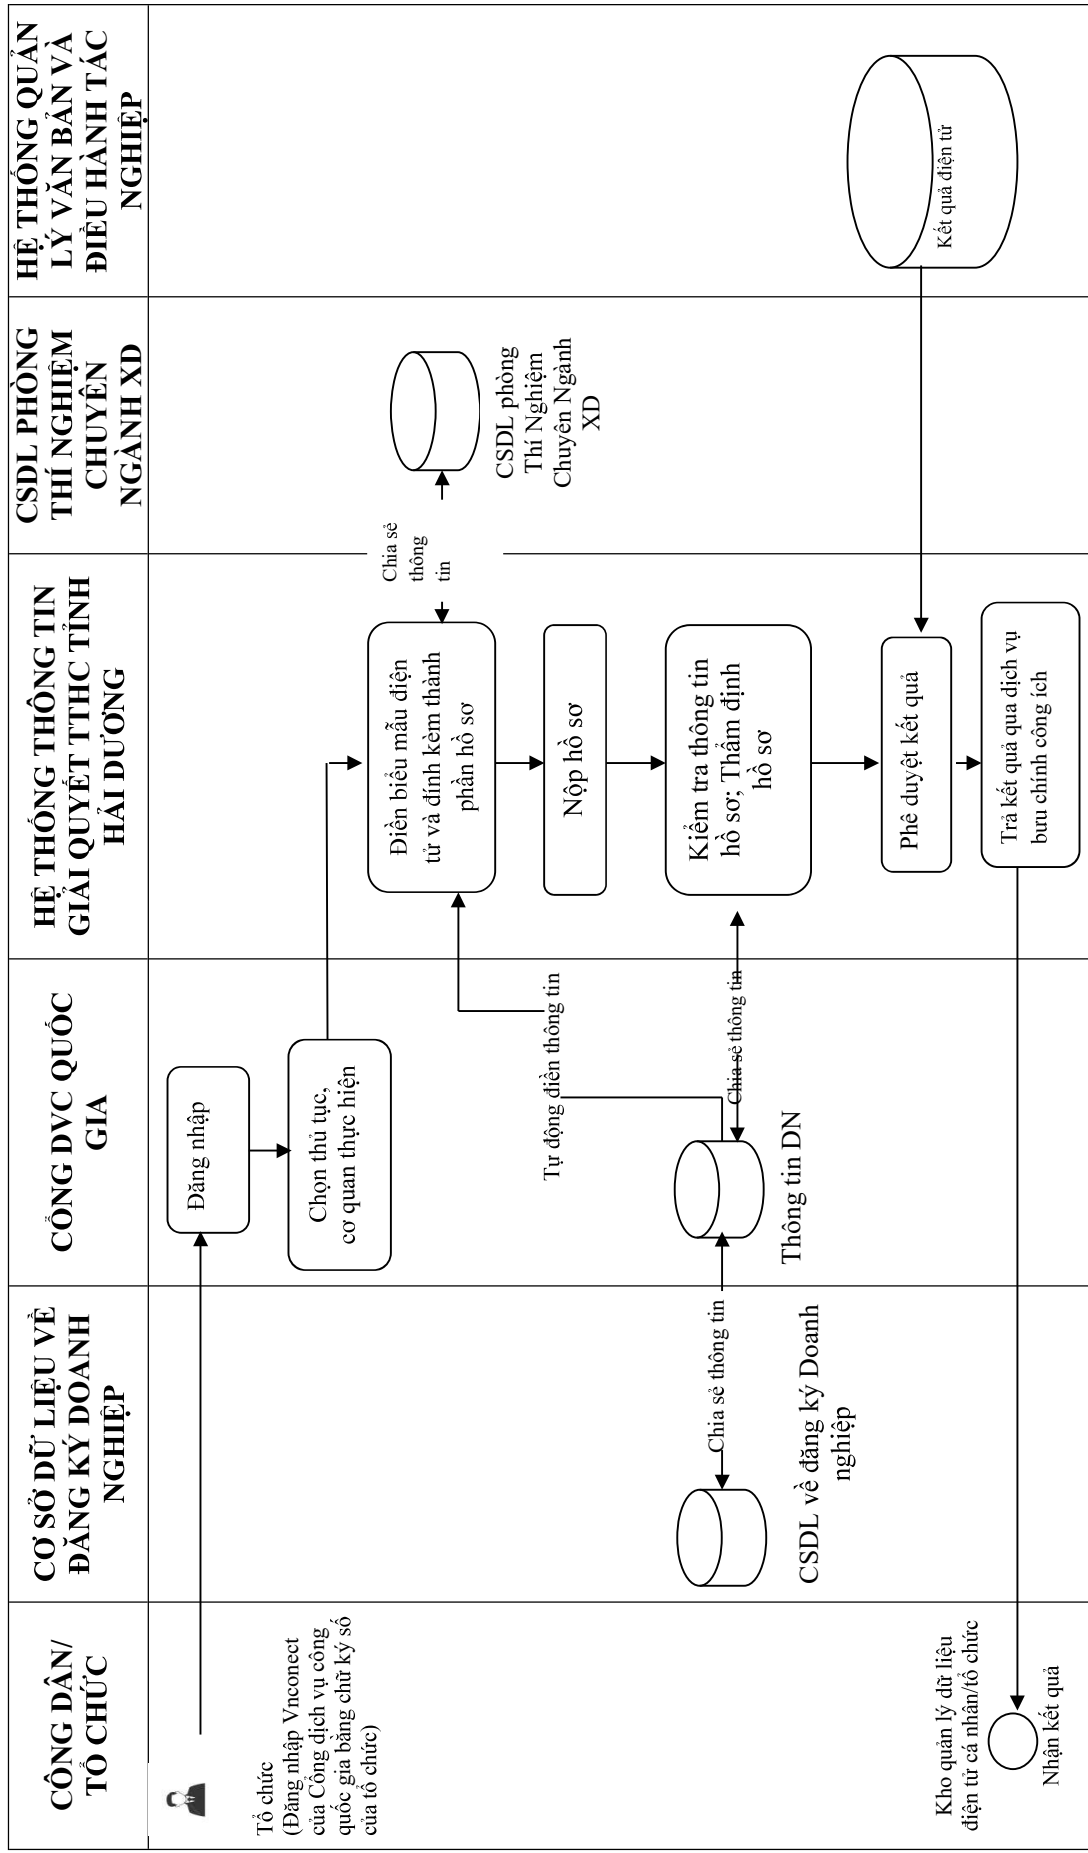 CÔNG DÂN/
TỔ CHỨC
CƠ SỞ DỮ LIỆU VỀ
ĐĂNG KÝ DOANH
NGHIỆP
CỔNG DVC QUỐC
GIA
HỆ THỐNG THÔNG TIN
GIẢI QUYẾT TTHC TỈNH
HẢI DƯƠNG
CSDL PHÒNG
THÍ NGHIỆM
CHUYÊN
NGÀNH XD
HỆ THỐNG QUẢN
LÝ VĂN BẢN VÀ
ĐIỀU HÀNH TÁC
NGHIỆP
Tổ chức
(Đăng nhập Vnconect
của Cổng dịch vụ công
quốc gia bằng chữ ký số
của tổ chức)
Đăng nhập
Chọn thủ tục,
cơ quan thực hiện
Điền biểu mẫu điện
tử và đính kèm thành
phần hồ sơ
Chia sẻ
thông
tin
CSDL phòng
Thí Nghiệm
Chuyên Ngành
XD
Tự động điền thông tin
Nộp hồ sơ
CSDL về đăng ký Doanh
nghiệp
Chia sẻ thông tin
Thông tin DN
Chia sẻ thông tin
Kiểm tra thông tin
hồ sơ; Thẩm định
hồ sơ
Phê duyệt kết quả
Kết quả điện tử
Trả kết quả qua dịch vụ
bưu chính công ích
Kho quản lý dữ liệu
điện tử cá nhân/tổ chức
Nhận kết quả